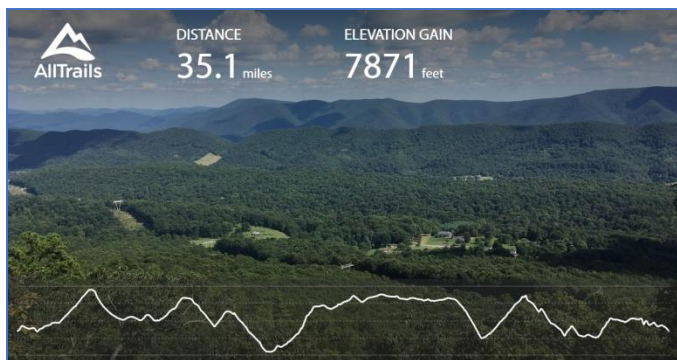 DISTANCE
ELEVATION GAIN
35.1 miles
7871 feet
AllTrails